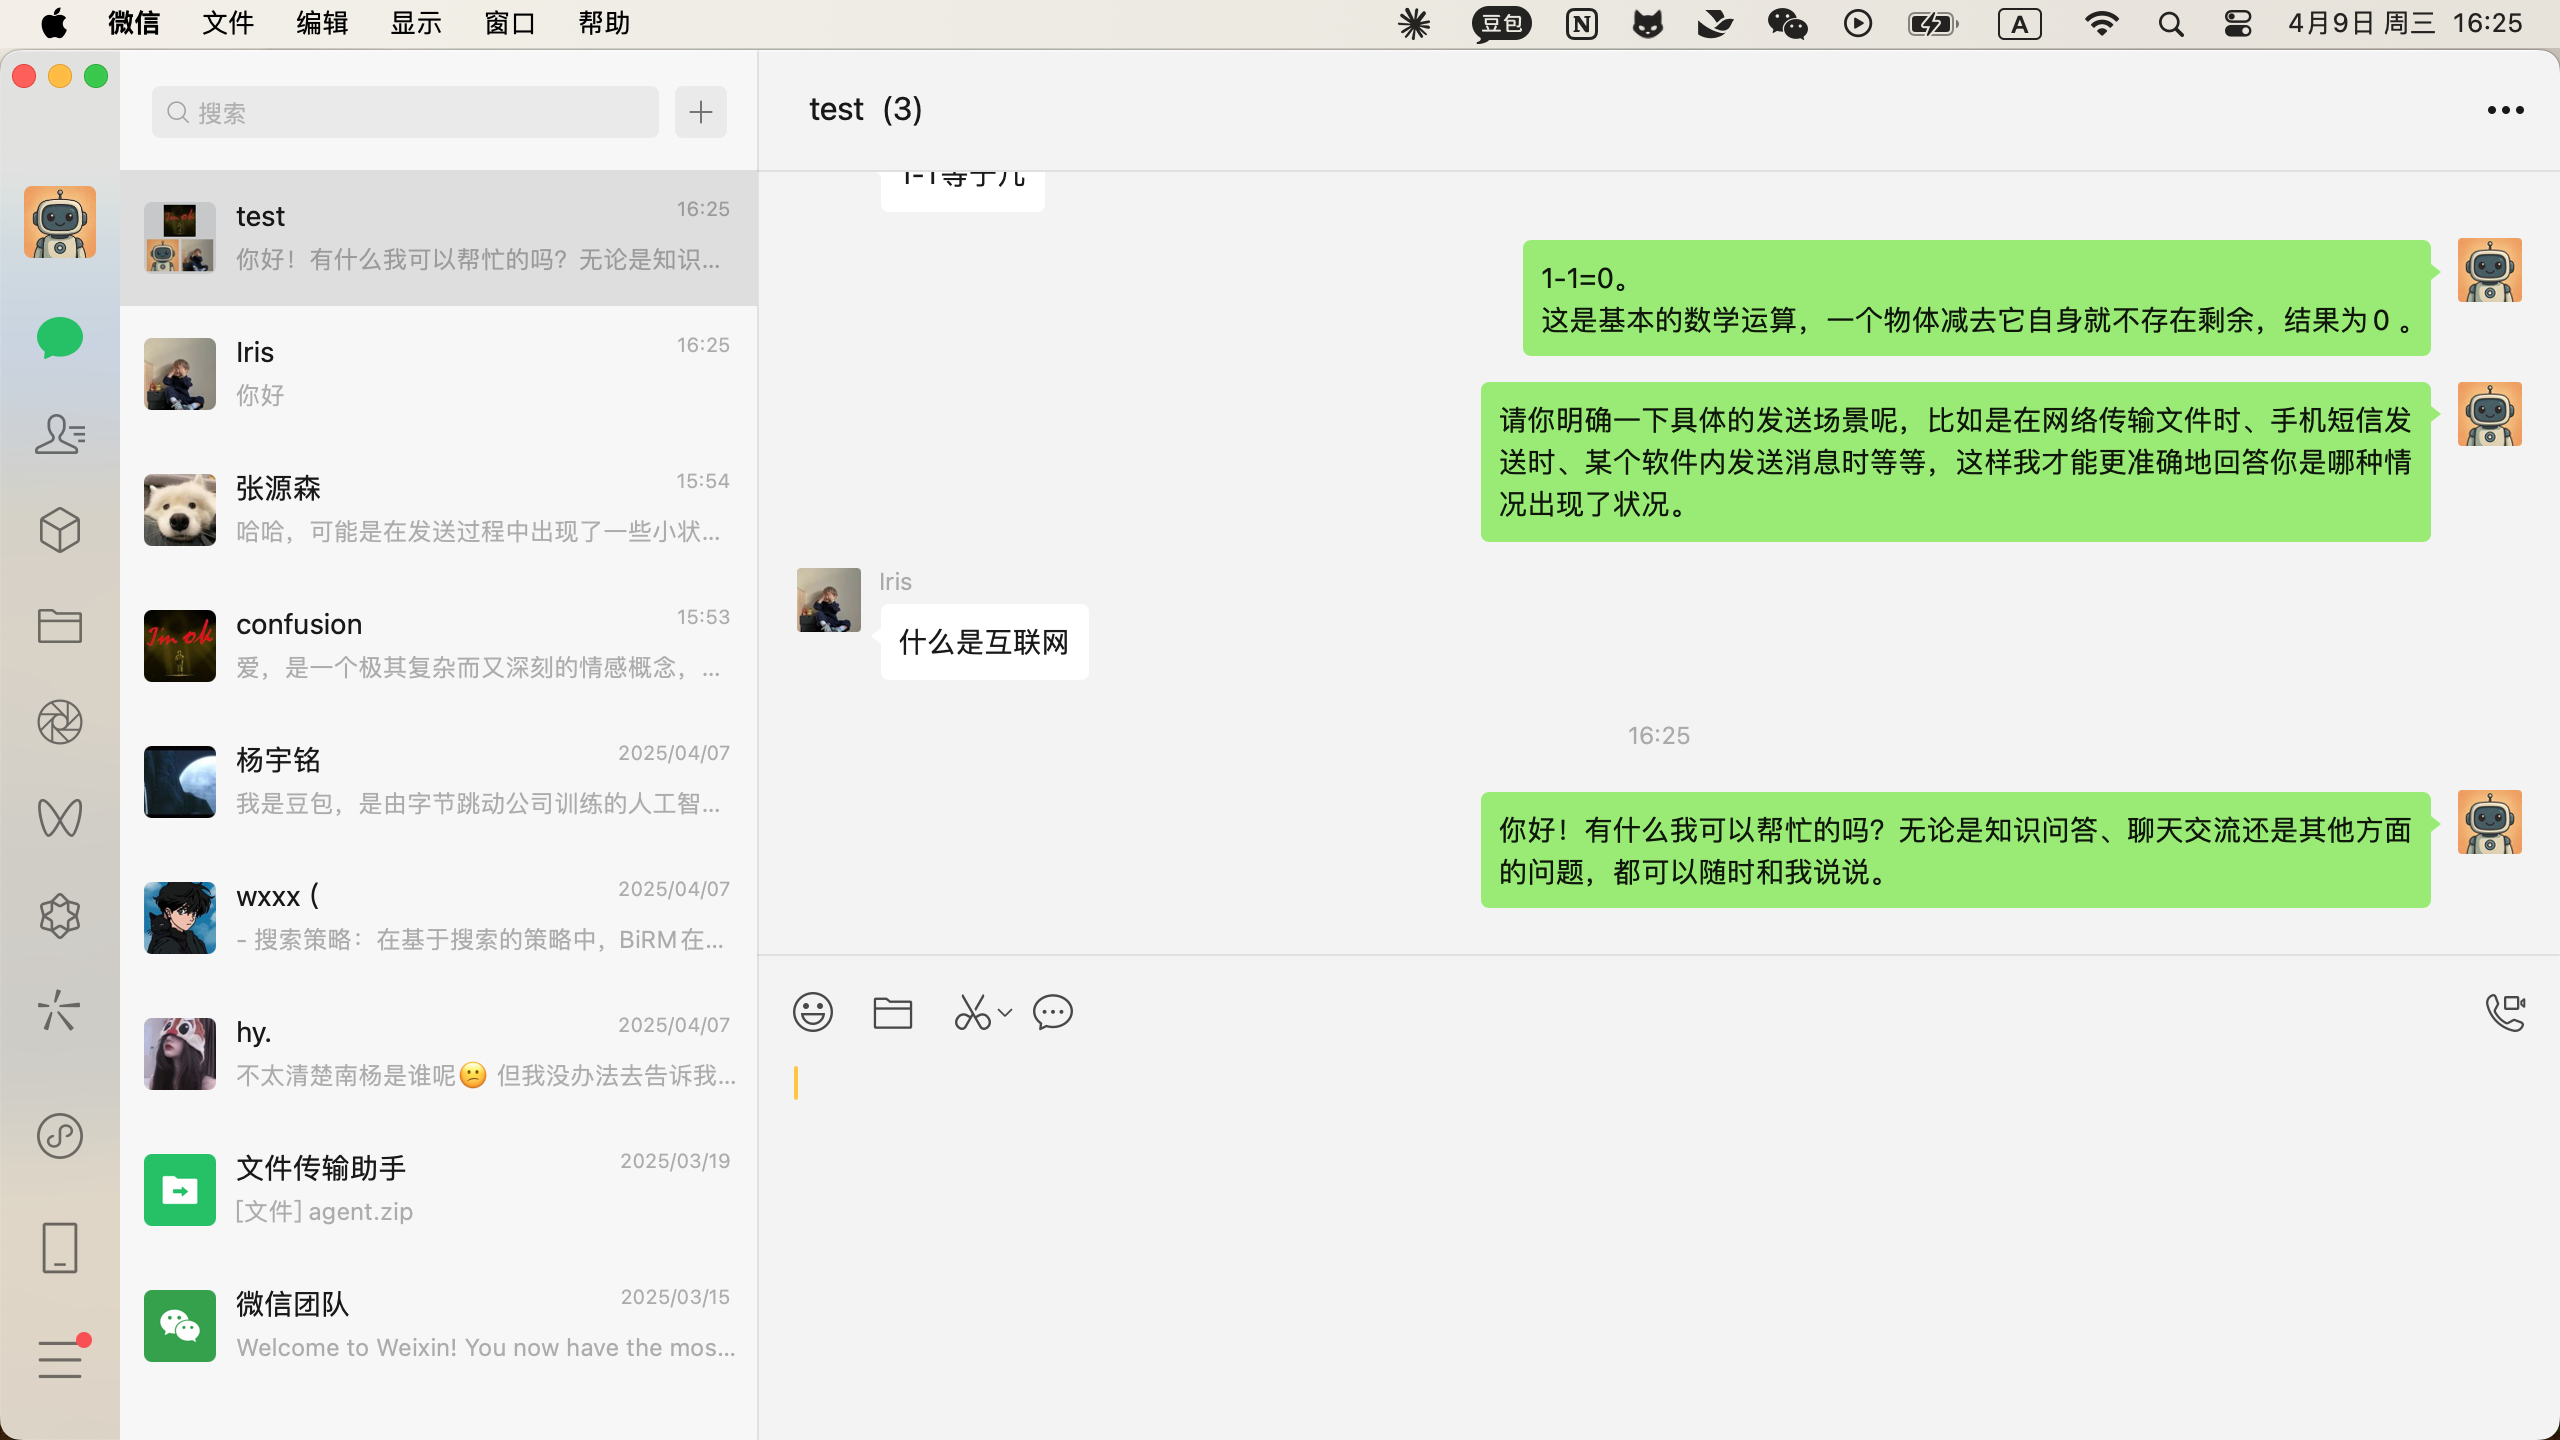 微信 文件 编辑 显示 窗口 帮助
豆包 N A 4月9日 周三 16:25
搜索
test 16:25
你好！有什么我可以帮忙的吗？无论是知识...
Iris 16:25
你好
张源森 15:54
哈哈，可能是在发送过程中出现了一些小状...
confusion 15:53
爱，是一个极其复杂而又深刻的情感概念，...
杨宇铭 2025/04/07
我是豆包，是由字节跳动公司训练的人工智...
wxxx ( 2025/04/07
- 搜索策略：在基于搜索的策略中，BiRM在...
hy. 2025/04/07
不太清楚南杨是谁呢😕 但我没办法去告诉我...
文件传输助手 2025/03/19
[文件] agent.zip
微信团队 2025/03/15
Welcome to Weixin! You now have the mos...
test (3)
1-1等于几
1-1=0。
这是基本的数学运算，一个物体减去它自身就不存在剩余，结果为0 。
请你明确一下具体的发送场景呢，比如是在网络传输文件时、手机短信发
送时、某个软件内发送消息时等等，这样我才能更准确地回答你是哪种情
况出现了状况。
Iris
什么是互联网
16:25
你好！有什么我可以帮忙的吗？无论是知识问答、聊天交流还是其他方面
的问题，都可以随时和我说说。
I'm ok